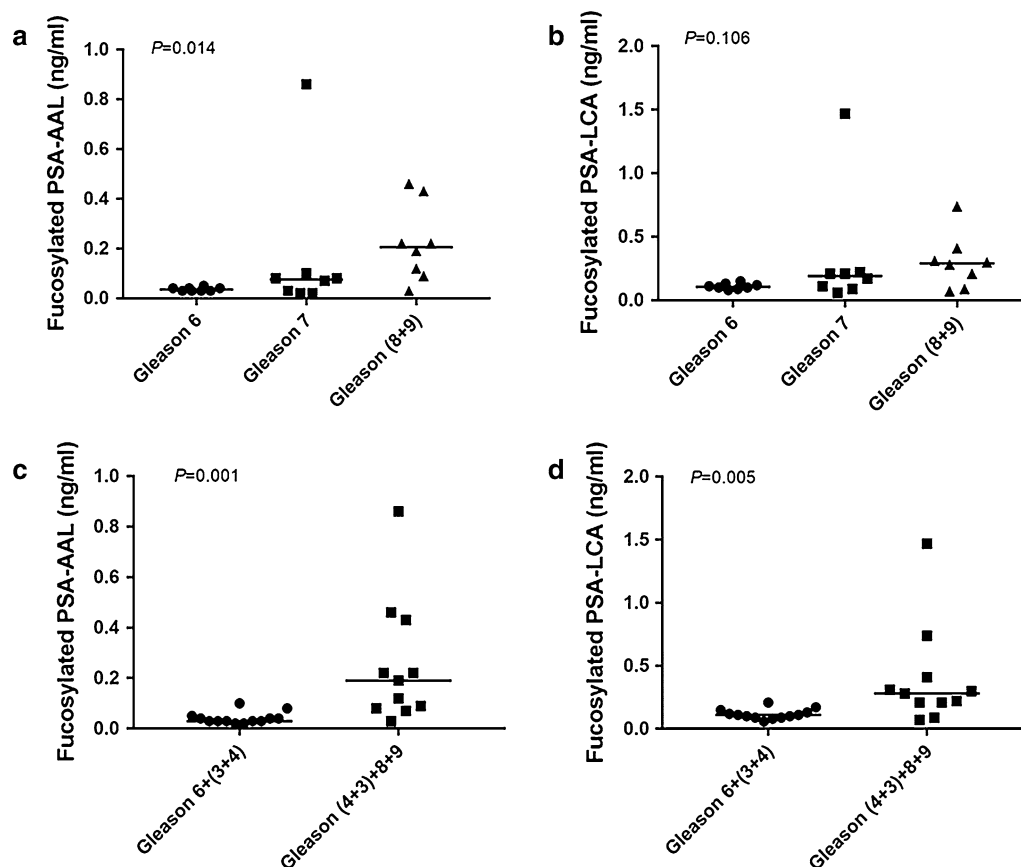 a
P=0.014
Fucosylated PSA-AAL (ng/ml)
1.0
0.8
0.6
0.4
0.2
0.0
Gleason 6
Gleason 7
Gleason (8+9)
b
P=0.106
Fucosylated PSA-LCA (ng/ml)
2.0
1.5
1.0
0.5
0.0
Gleason 6
Gleason 7
Gleason (8+9)
c
P=0.001
Fucosylated PSA-AAL (ng/ml)
1.0
0.8
0.6
0.4
0.2
0.0
Gleason 6+(3+4)
Gleason (4+3)+8+9
d
P=0.005
Fucosylated PSA-LCA (ng/ml)
2.0
1.5
1.0
0.5
0.0
Gleason 6+(3+4)
Gleason (4+3)+8+9